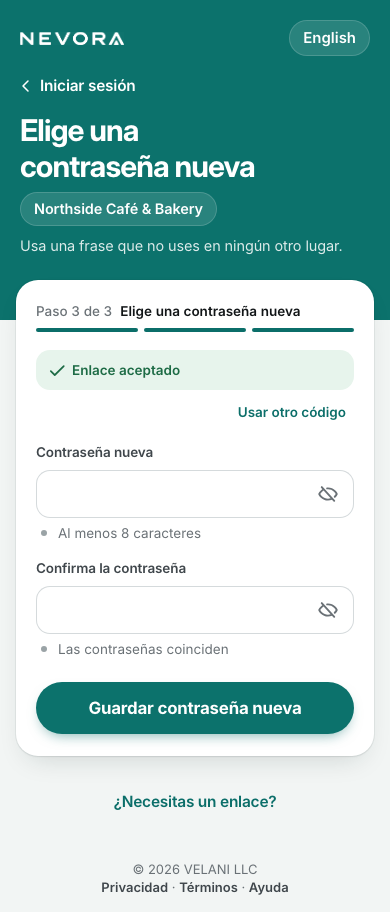 NEVORA
English
Iniciar sesión
Elige una
contraseña nueva
Northside Café & Bakery
Usa una frase que no uses en ningún otro lugar.
Paso 3 de 3 Elige una contraseña nueva
Enlace aceptado
Usar otro código
Contraseña nueva
Al menos 8 caracteres
Confirma la contraseña
Las contraseñas coinciden
Guardar contraseña nueva
¿Necesitas un enlace?
© 2026 VELANI LLC
Privacidad · Términos · Ayuda